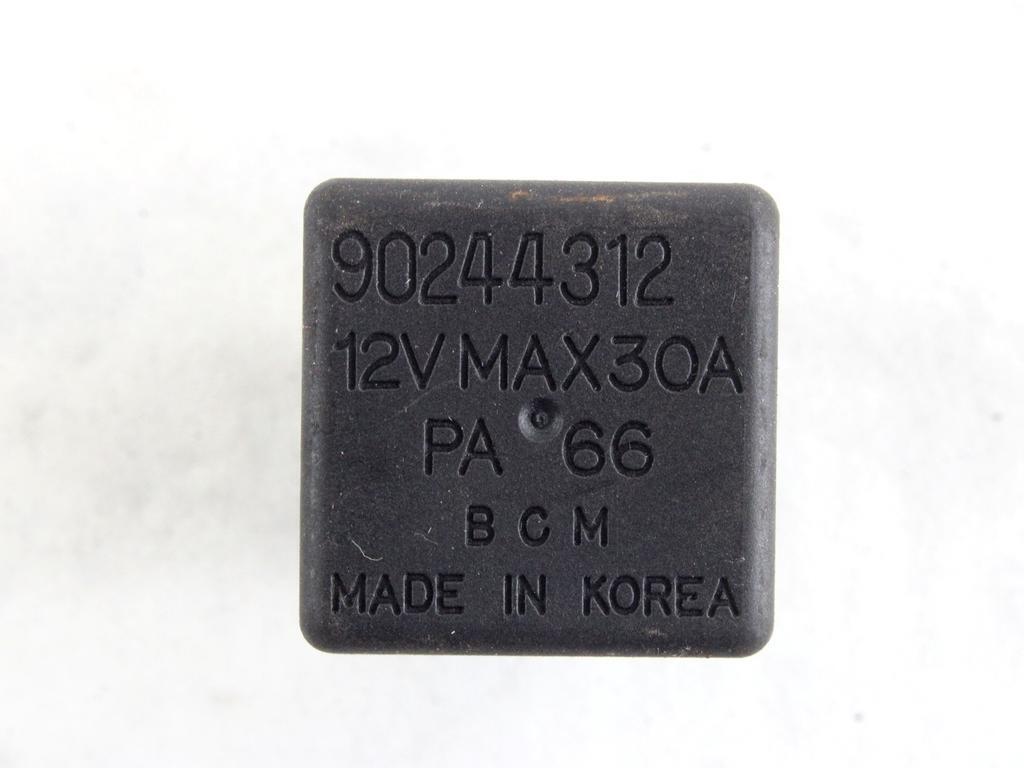 90244312
12V MAX30A
PA 66
B C M
MADE IN KOREA